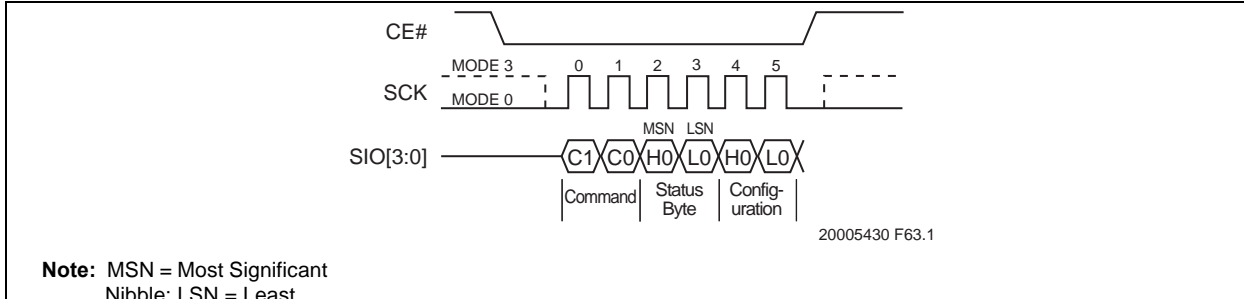 CE#
MODE 3
0 1 2 3 4 5
SCK
MODE 0
MSN LSN
SIO[3:0]
C1 C0 H0 L0 H0 L0
Command
Status
Byte
Config-
uration
20005430 F63.1
Note: MSN = Most Significant
Nibble; LSN = Least